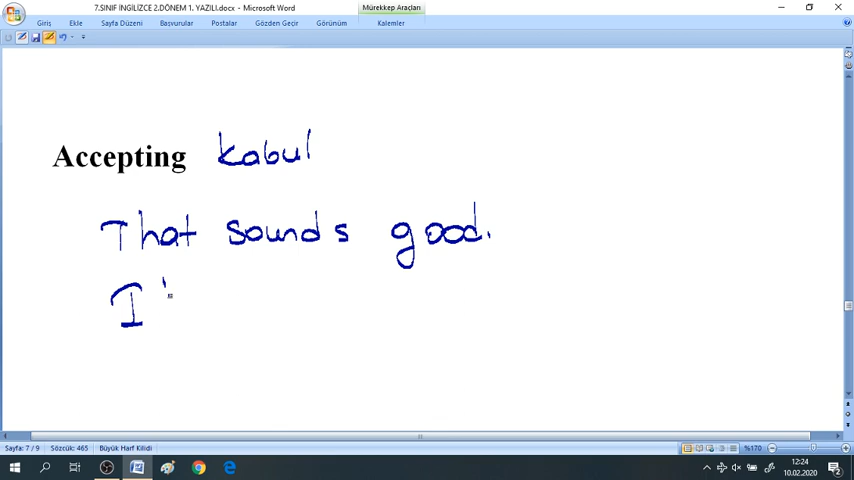 7.SINIF İNGİLİZCE 2.DÖNEM 1. YAZILI.docx - Microsoft Word
Mürekkep Araçları
Giriş Ekle Sayfa Düzeni Başvurular Postalar Gözden Geçir Görünüm Kalemler
Accepting kabul
That sounds good.
I'
Sayfa: 7 / 9 Sözcük: 465 Büyük Harf Kilidi %170
12:24
10.02.2020
2